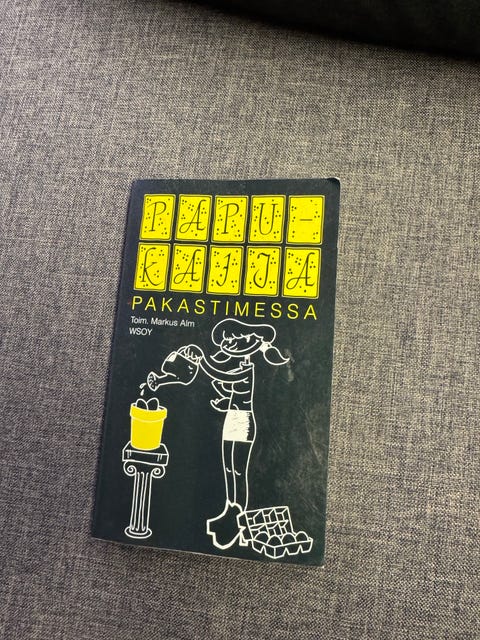 PAPU-
KAIJA
PAKASTIMESSA
Toim. Markus Alm
WSOY